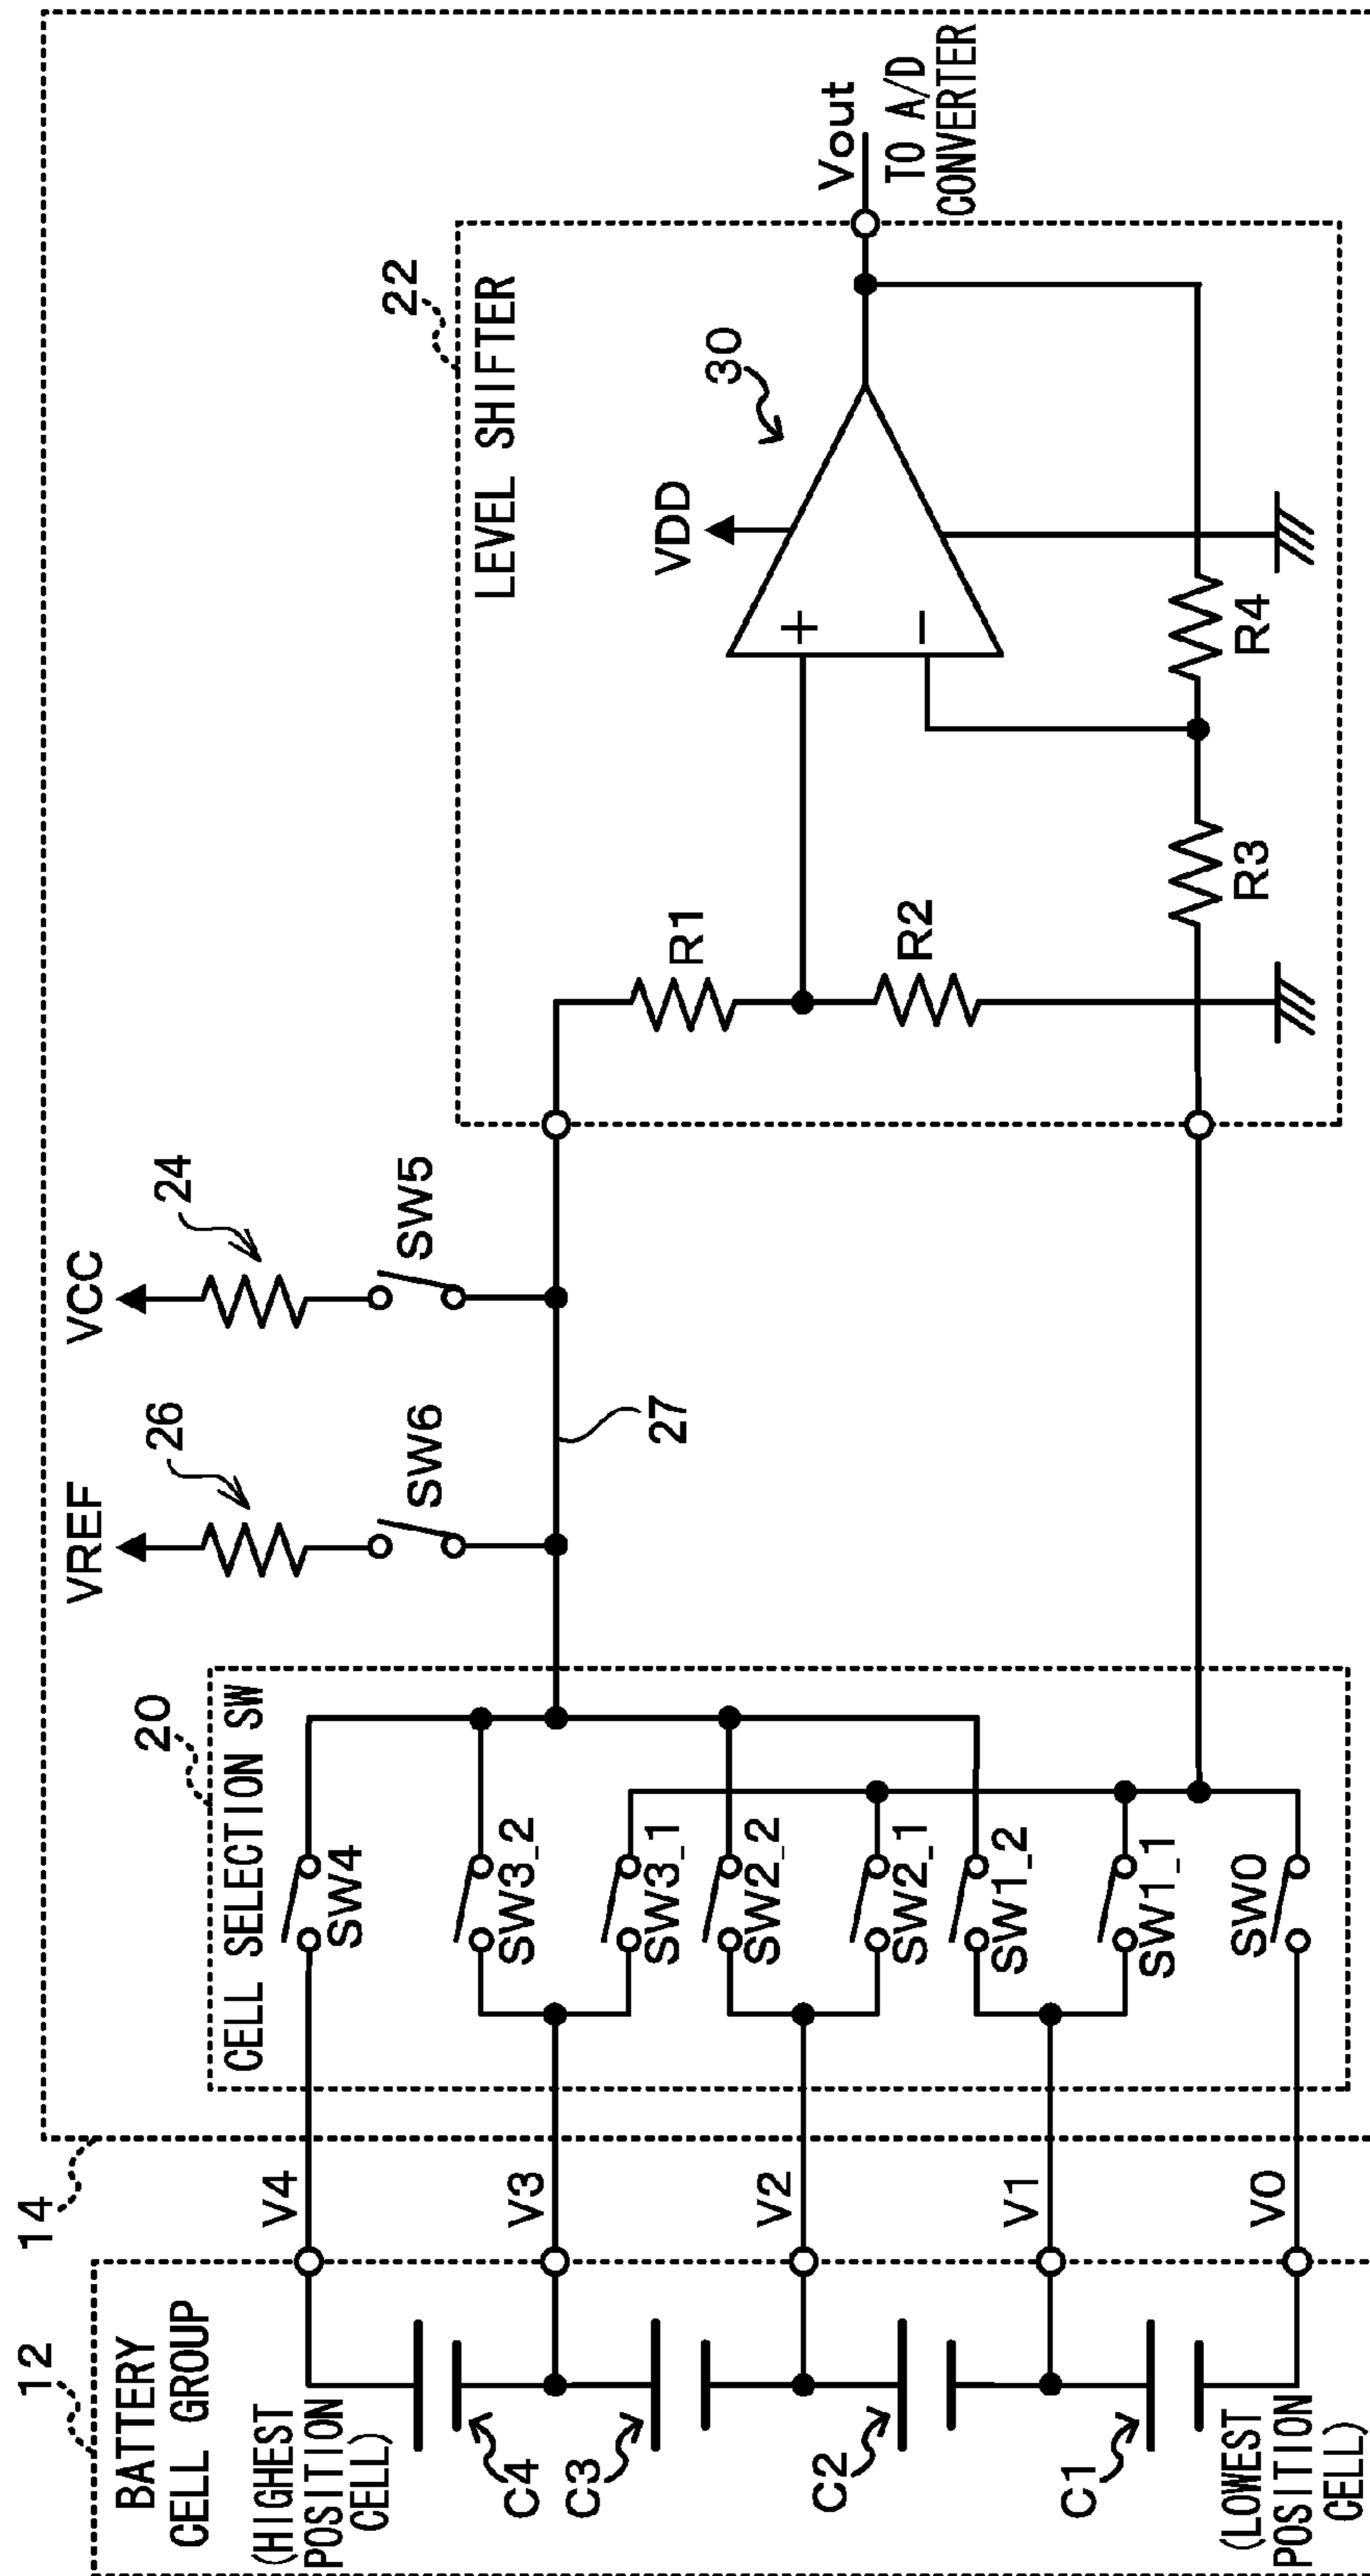 12
BATTERY
CELL GROUP
(HIGHEST
POSITION
CELL)
C4
C3
C2
C1
(LOWEST
POSITION
CELL)
14
V4
V3
V2
V1
V0
20
CELL SELECTION SW
SW4
SW3_2
SW3_1
SW2_2
SW2_1
SW1_2
SW1_1
SW0
VREF
26
SW6
VCC
24
SW5
27
22
LEVEL SHIFTER
R1
R2
R3
R4
VDD
30
+
−
Vout
TO A/D
CONVERTER